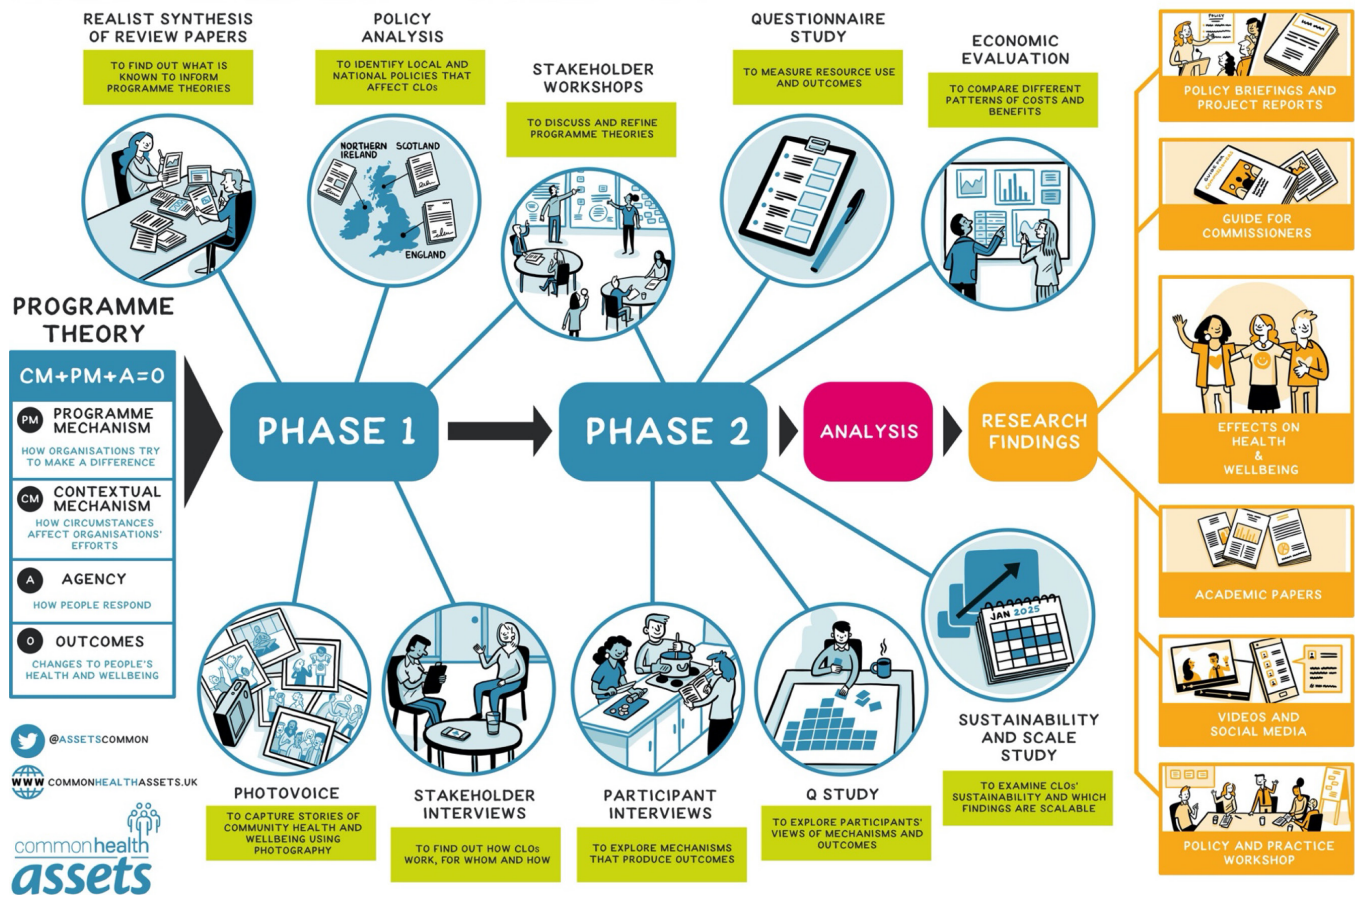 REALIST SYNTHESIS
OF REVIEW PAPERS
TO FIND OUT WHAT IS
KNOWN TO INFORM
PROGRAMME THEORIES
POLICY
ANALYSIS
TO IDENTIFY LOCAL AND
NATIONAL POLICIES THAT
AFFECT CLOs
NORTHERN
IRELAND
SCOTLAND
ENGLAND
STAKEHOLDER
WORKSHOPS
TO DISCUSS AND REFINE
PROGRAMME THEORIES
QUESTIONNAIRE
STUDY
TO MEASURE RESOURCE USE
AND OUTCOMES
ECONOMIC
EVALUATION
TO COMPARE DIFFERENT
PATTERNS OF COSTS AND
BENEFITS
PROGRAMME
THEORY
CM+PM+A=O
PM
PROGRAMME
MECHANISM
HOW ORGANISATIONS TRY
TO MAKE A DIFFERENCE
CM
CONTEXTUAL
MECHANISM
HOW CIRCUMSTANCES
AFFECT ORGANISATIONS'
EFFORTS
A
AGENCY
HOW PEOPLE RESPOND
O
OUTCOMES
CHANGES TO PEOPLE'S
HEALTH AND WELLBEING
PHASE 1
PHASE 2
ANALYSIS
RESEARCH
FINDINGS
PHOTOVOICE
TO CAPTURE STORIES OF
COMMUNITY HEALTH AND
WELLBEING USING
PHOTOGRAPHY
STAKEHOLDER
INTERVIEWS
TO FIND OUT HOW CLOs
WORK, FOR WHOM AND HOW
PARTICIPANT
INTERVIEWS
TO EXPLORE MECHANISMS
THAT PRODUCE OUTCOMES
Q STUDY
TO EXPLORE PARTICIPANTS'
VIEWS OF MECHANISMS AND
OUTCOMES
JAN 2025
SUSTAINABILITY
AND SCALE
STUDY
TO EXAMINE CLOs'
SUSTAINABILITY AND WHICH
FINDINGS ARE SCALABLE
POLICY
POLICY BRIEFINGS AND
PROJECT REPORTS
GUIDE FOR
COMMISSIONERS
GUIDE FOR
COMMISSIONERS
EFFECTS ON
HEALTH
&
WELLBEING
ACADEMIC PAPERS
VIDEOS AND
SOCIAL MEDIA
POLICY AND PRACTICE
WORKSHOP
@ASSETSCOMMON
WWW COMMONHEALTHASSETS.UK
commonhealth
assets